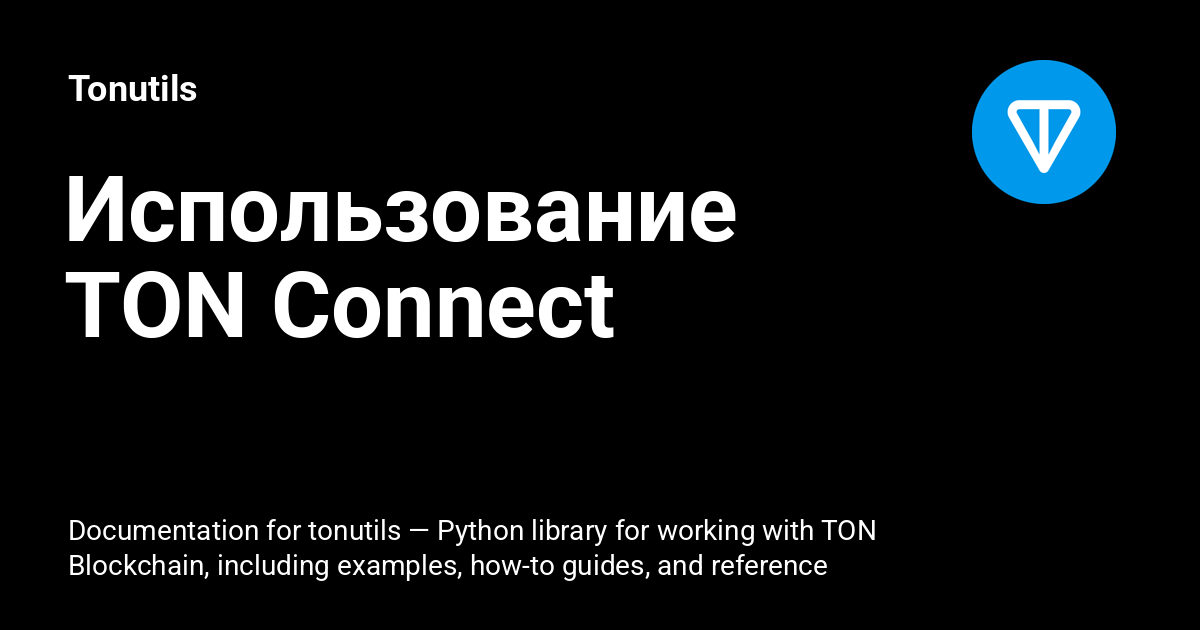 Tonutils
Использование
TON Connect
Documentation for tonutils — Python library for working with TON
Blockchain, including examples, how-to guides, and reference